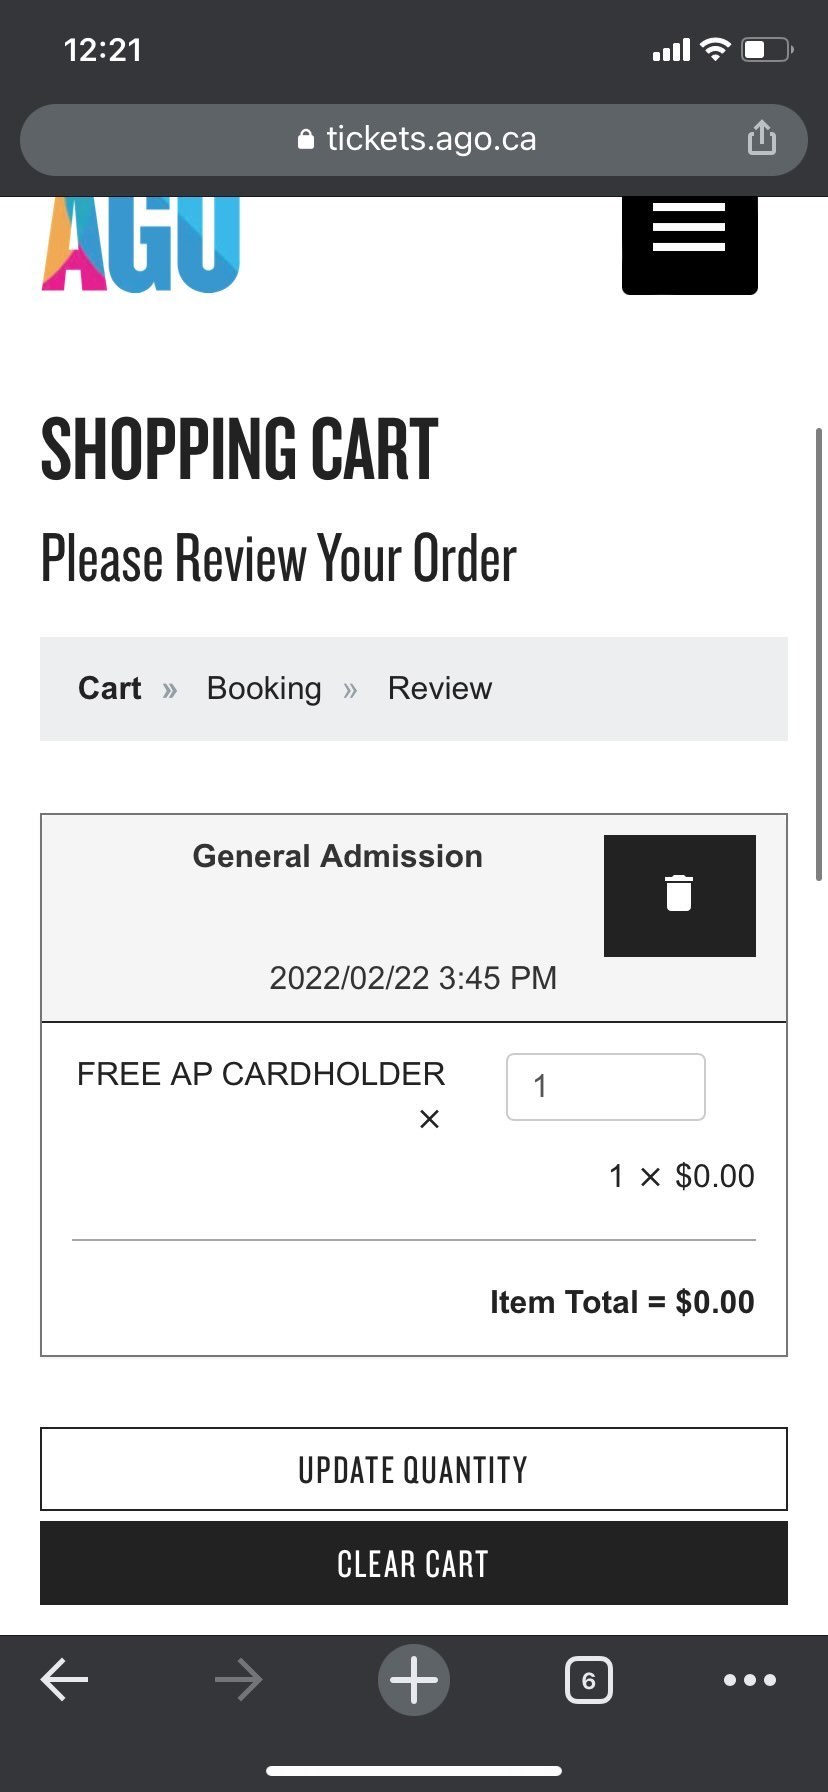 12:21
tickets.ago.ca
AGO
SHOPPING CART
Please Review Your Order
Cart » Booking » Review
General Admission
2022/02/22 3:45 PM
FREE AP CARDHOLDER
×
1
1 × $0.00
Item Total = $0.00
UPDATE QUANTITY
CLEAR CART
6